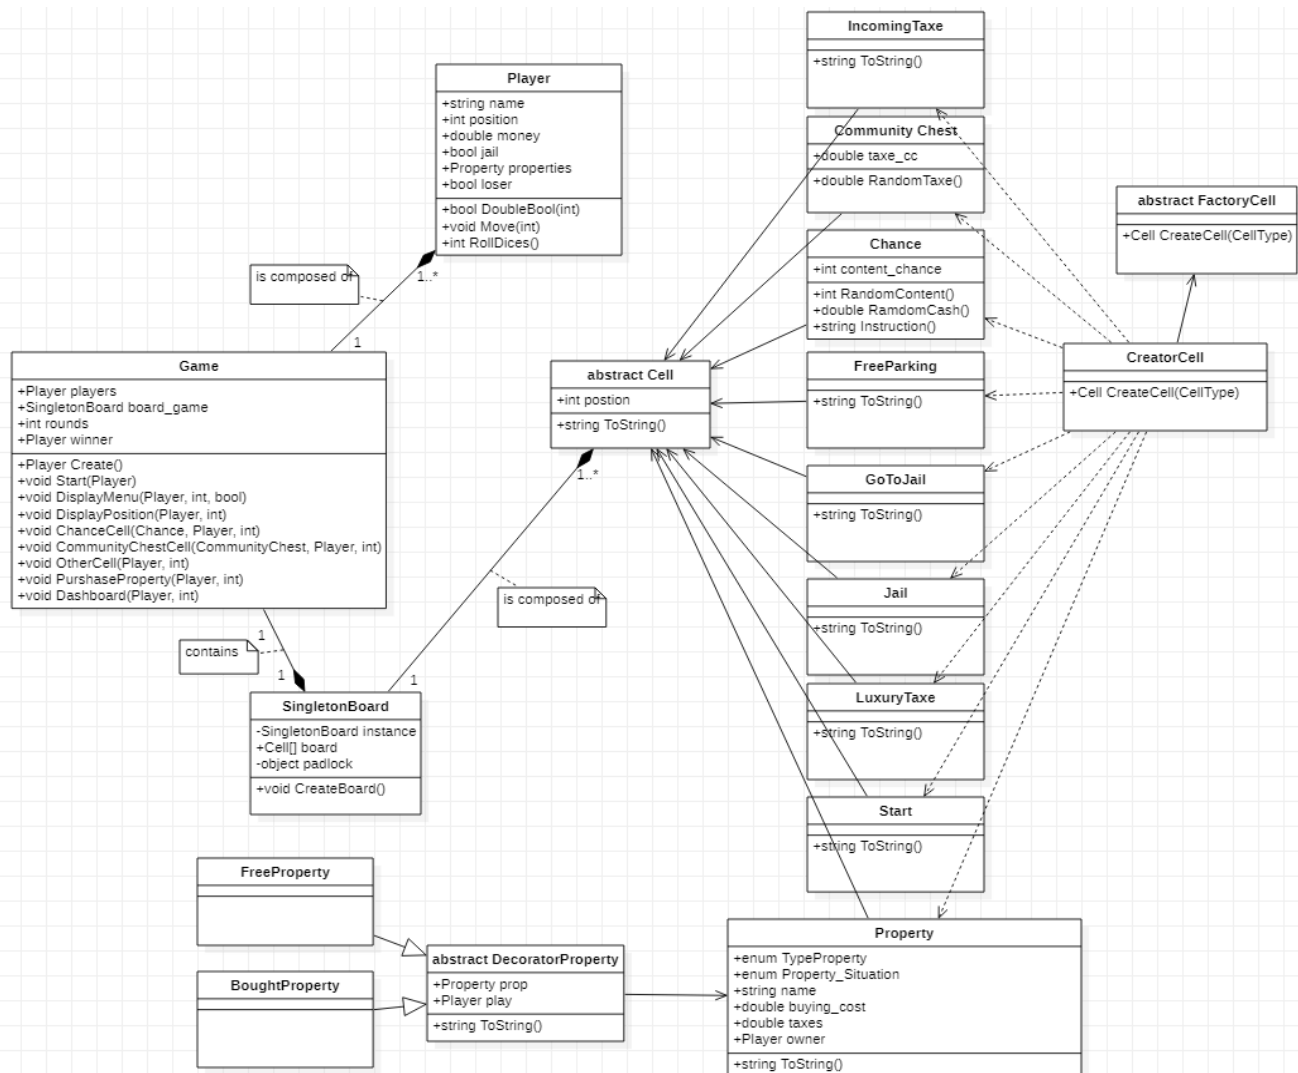 IncomingTaxe
+string ToString()
Player
+string name
+int position
+double money
+bool jail
+Property properties
+bool loser
+bool DoubleBool(int)
+void Move(int)
+int RollDices()
Community Chest
+double taxe_cc
+double RandomTaxe()
abstract FactoryCell
+Cell CreateCell(CellType)
Chance
+int content_chance
+int RandomContent()
+double RamdomCash()
+string Instruction()
is composed of
1..*
1
Game
+Player players
+SingletonBoard board_game
+int rounds
+Player winner
+Player Create()
+void Start(Player)
+void DisplayMenu(Player, int, bool)
+void DisplayPosition(Player, int)
+void ChanceCell(Chance, Player, int)
+void CommunityChestCell(CommunityChest, Player, int)
+void OtherCell(Player, int)
+void PurshaseProperty(Player, int)
+void Dashboard(Player, int)
abstract Cell
+int postion
+string ToString()
1..*
FreeParking
+string ToString()
CreatorCell
+Cell CreateCell(CellType)
GoToJail
+string ToString()
is composed of
Jail
+string ToString()
1
contains
1
1
SingletonBoard
-SingletonBoard instance
+Cell[] board
-object padlock
+void CreateBoard()
LuxuryTaxe
+string ToString()
Start
+string ToString()
FreeProperty
BoughtProperty
abstract DecoratorProperty
+Property prop
+Player play
+string ToString()
Property
+enum TypeProperty
+enum Property_Situation
+string name
+double buying_cost
+double taxes
+Player owner
+string ToString()